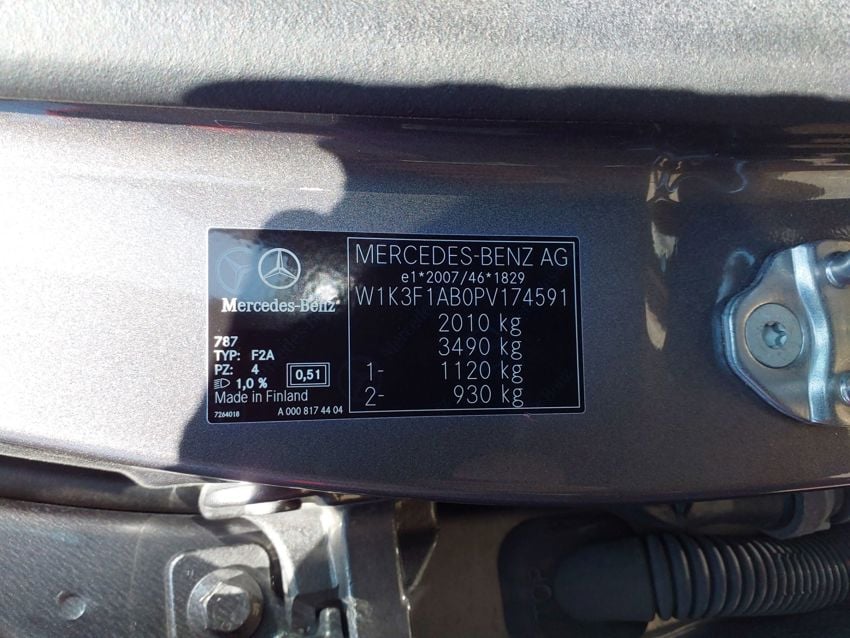 MERCEDES-BENZ AG
e1*2007/46*1829
W1K3F1AB0PV174591
2010 kg
3490 kg
1- 1120 kg
2- 930 kg
Mercedes-Benz
787
TYP: F2A
PZ: 4
1,0 % 0,51
Made in Finland
7264018 A 000 817 44 04
TOP